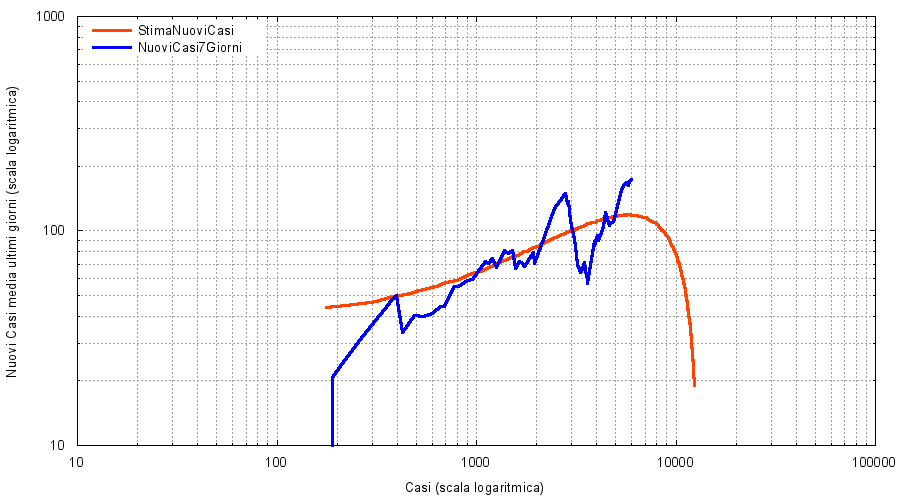 1000
StimaNuoviCasi
NuoviCasi7Giorni
100
10
Nuovi Casi media ultimi giorni (scala logaritmica)
10 100 1000 10000 100000
Casi (scala logaritmica)